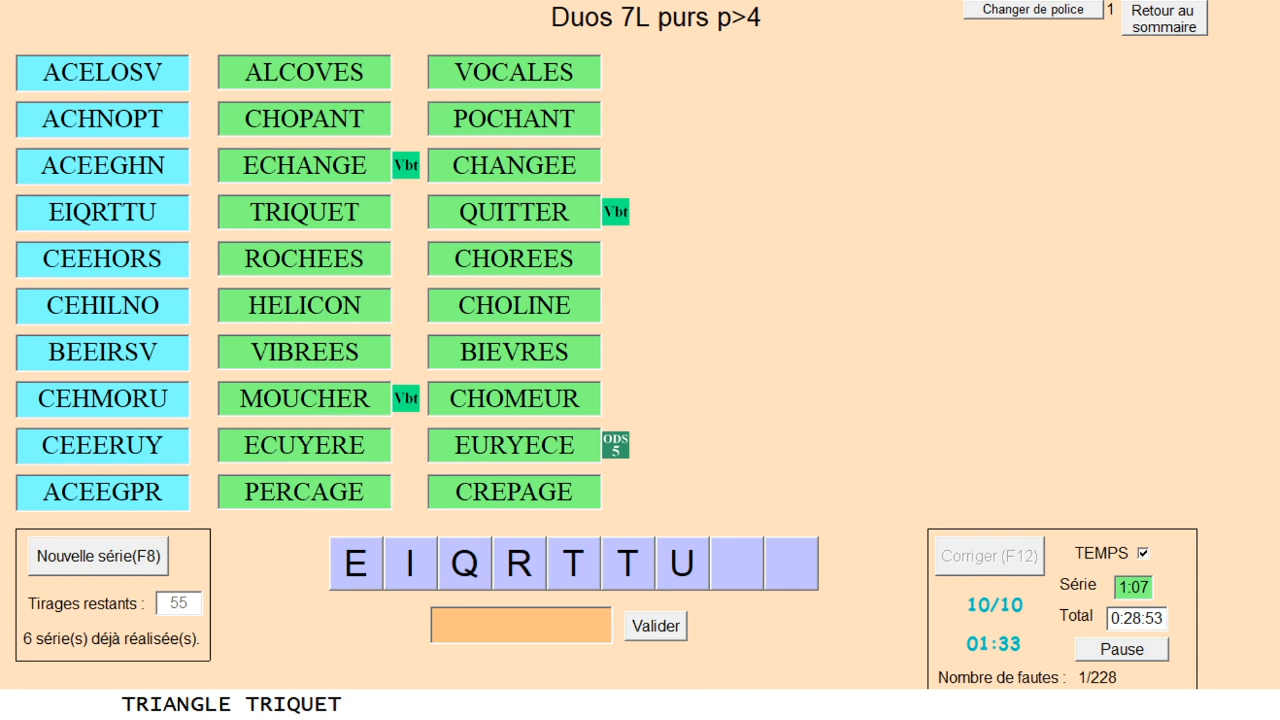 Duos 7L purs p>4
Changer de police 1 Retour au sommaire
ACELOSV ALCOVES VOCALES
ACHNOPT CHOPANT POCHANT
ACEEGHN ECHANGE Vbt CHANGEE
EIQRTTU TRIQUET QUITTER Vbt
CEEHORS ROCHEES CHOREES
CEHILNO HELICON CHOLINE
BEEIRSV VIBREES BIEVRES
CEHMORU MOUCHER Vbt CHOMEUR
CEEERUY ECUYERE EURYECE ODS 5
ACEEGPR PERCAGE CREPAGE
Nouvelle série(F8)
Tirages restants : 55
6 série(s) déjà réalisée(s).
E I Q R T T U
Valider
Corriger (F12) TEMPS
Série 1:07
10/10
Total 0:28:53
01:33
Pause
Nombre de fautes : 1/228
TRIANGLE TRIQUET